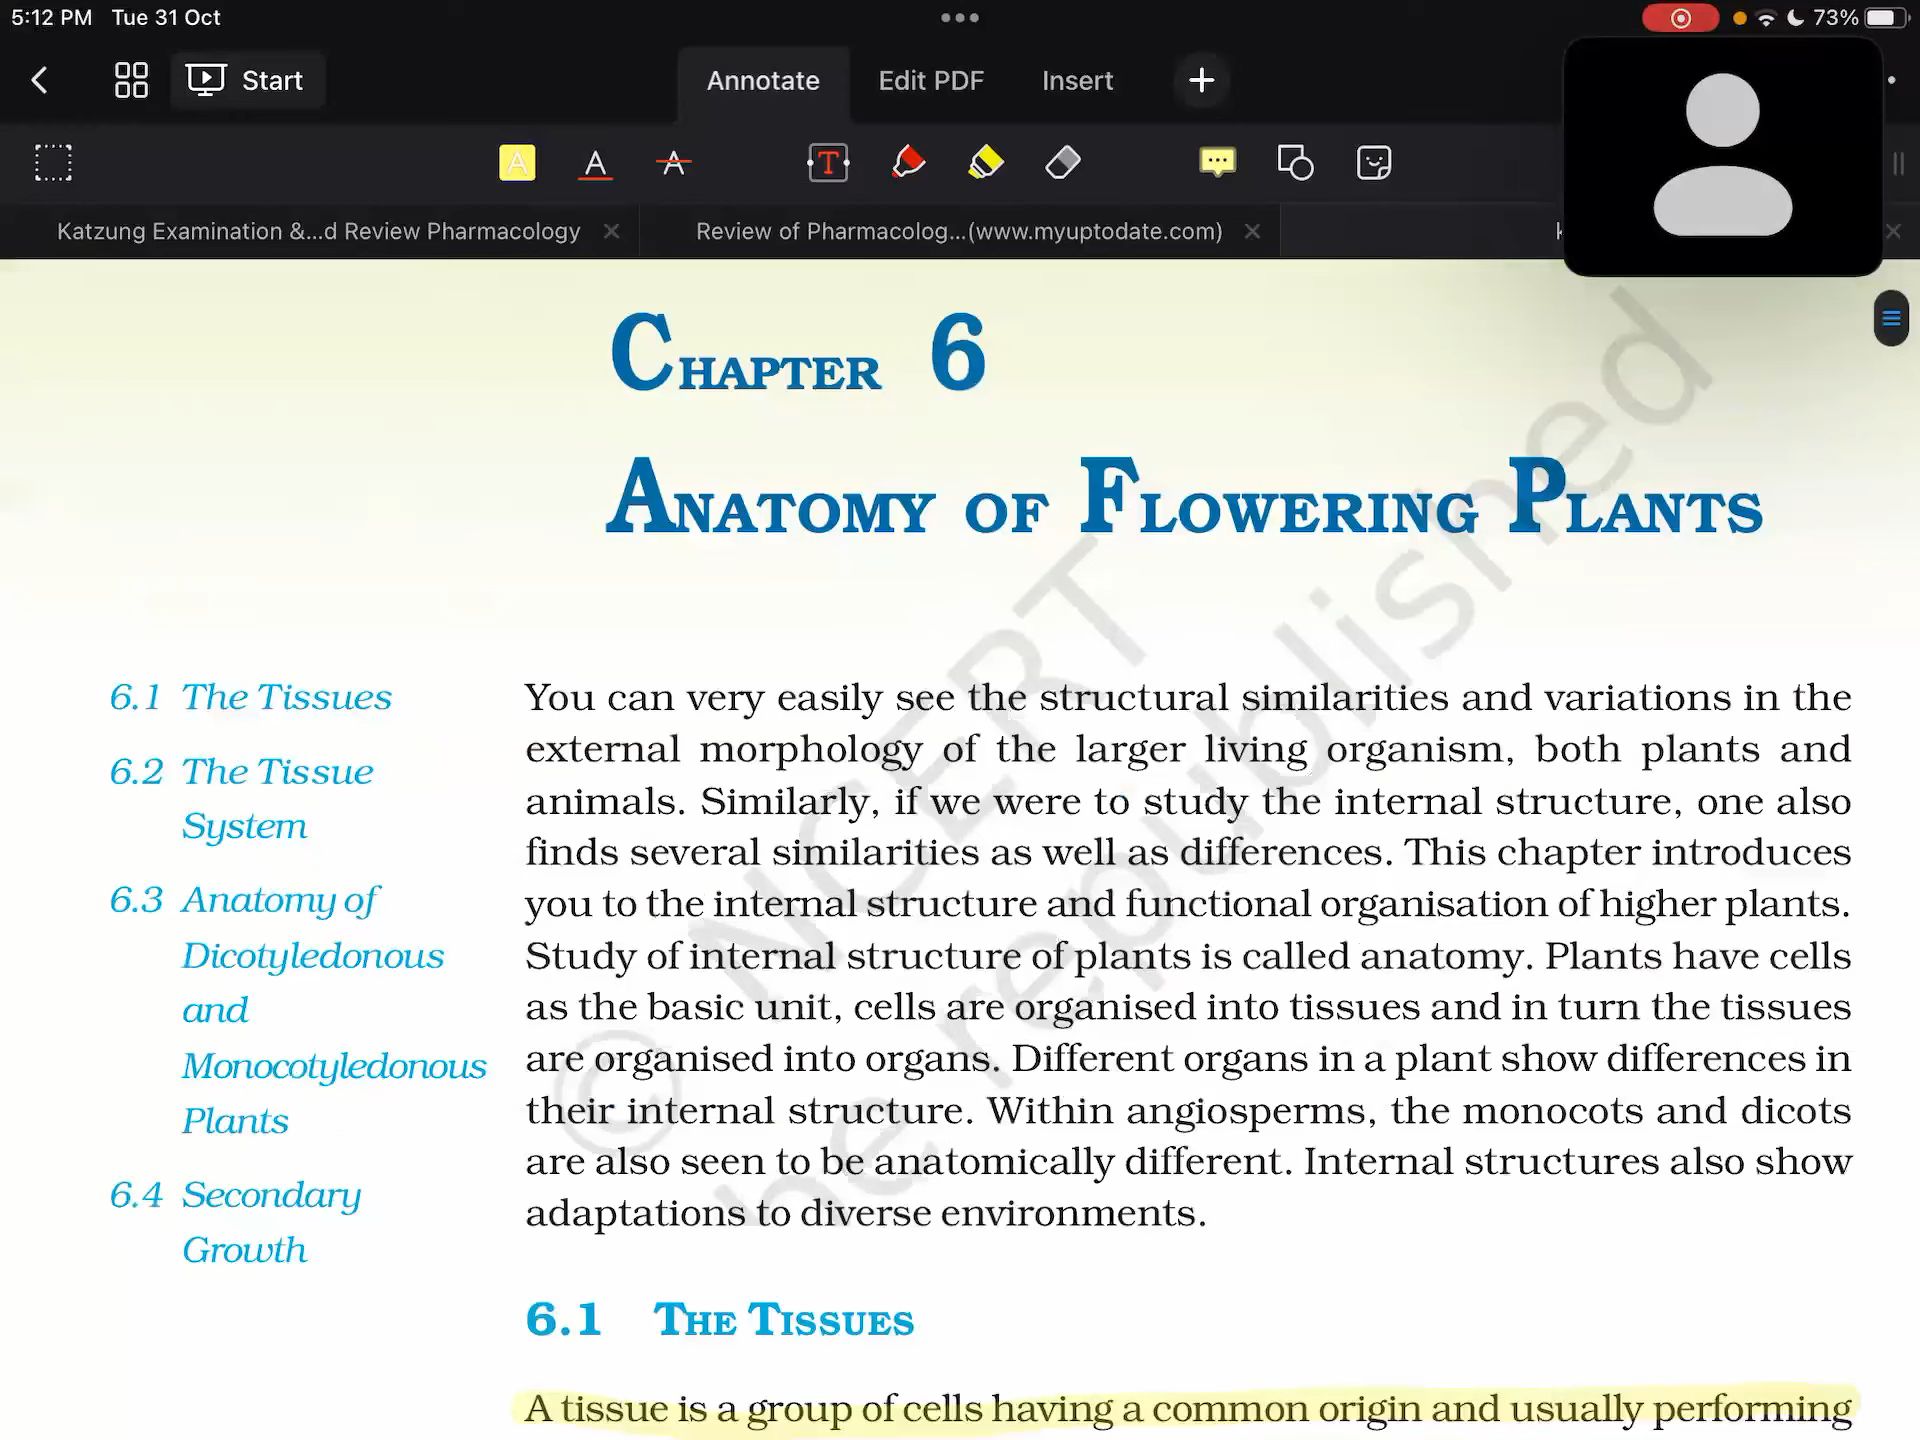 5:12 PM Tue 31 Oct
73%
Start
Annotate
Edit PDF
Insert
Katzung Examination &...d Review Pharmacology
Review of Pharmacolog...(www.myuptodate.com)
CHAPTER 6
ANATOMY OF FLOWERING PLANTS
6.1 The Tissues
6.2 The Tissue
System
6.3 Anatomy of
Dicotyledonous
and
Monocotyledonous
Plants
6.4 Secondary
Growth
You can very easily see the structural similarities and variations in the
external morphology of the larger living organism, both plants and
animals. Similarly, if we were to study the internal structure, one also
finds several similarities as well as differences. This chapter introduces
you to the internal structure and functional organisation of higher plants.
Study of internal structure of plants is called anatomy. Plants have cells
as the basic unit, cells are organised into tissues and in turn the tissues
are organised into organs. Different organs in a plant show differences in
their internal structure. Within angiosperms, the monocots and dicots
are also seen to be anatomically different. Internal structures also show
adaptations to diverse environments.
6.1 THE TISSUES
A tissue is a group of cells having a common origin and usually performing
© NCERT
be republished